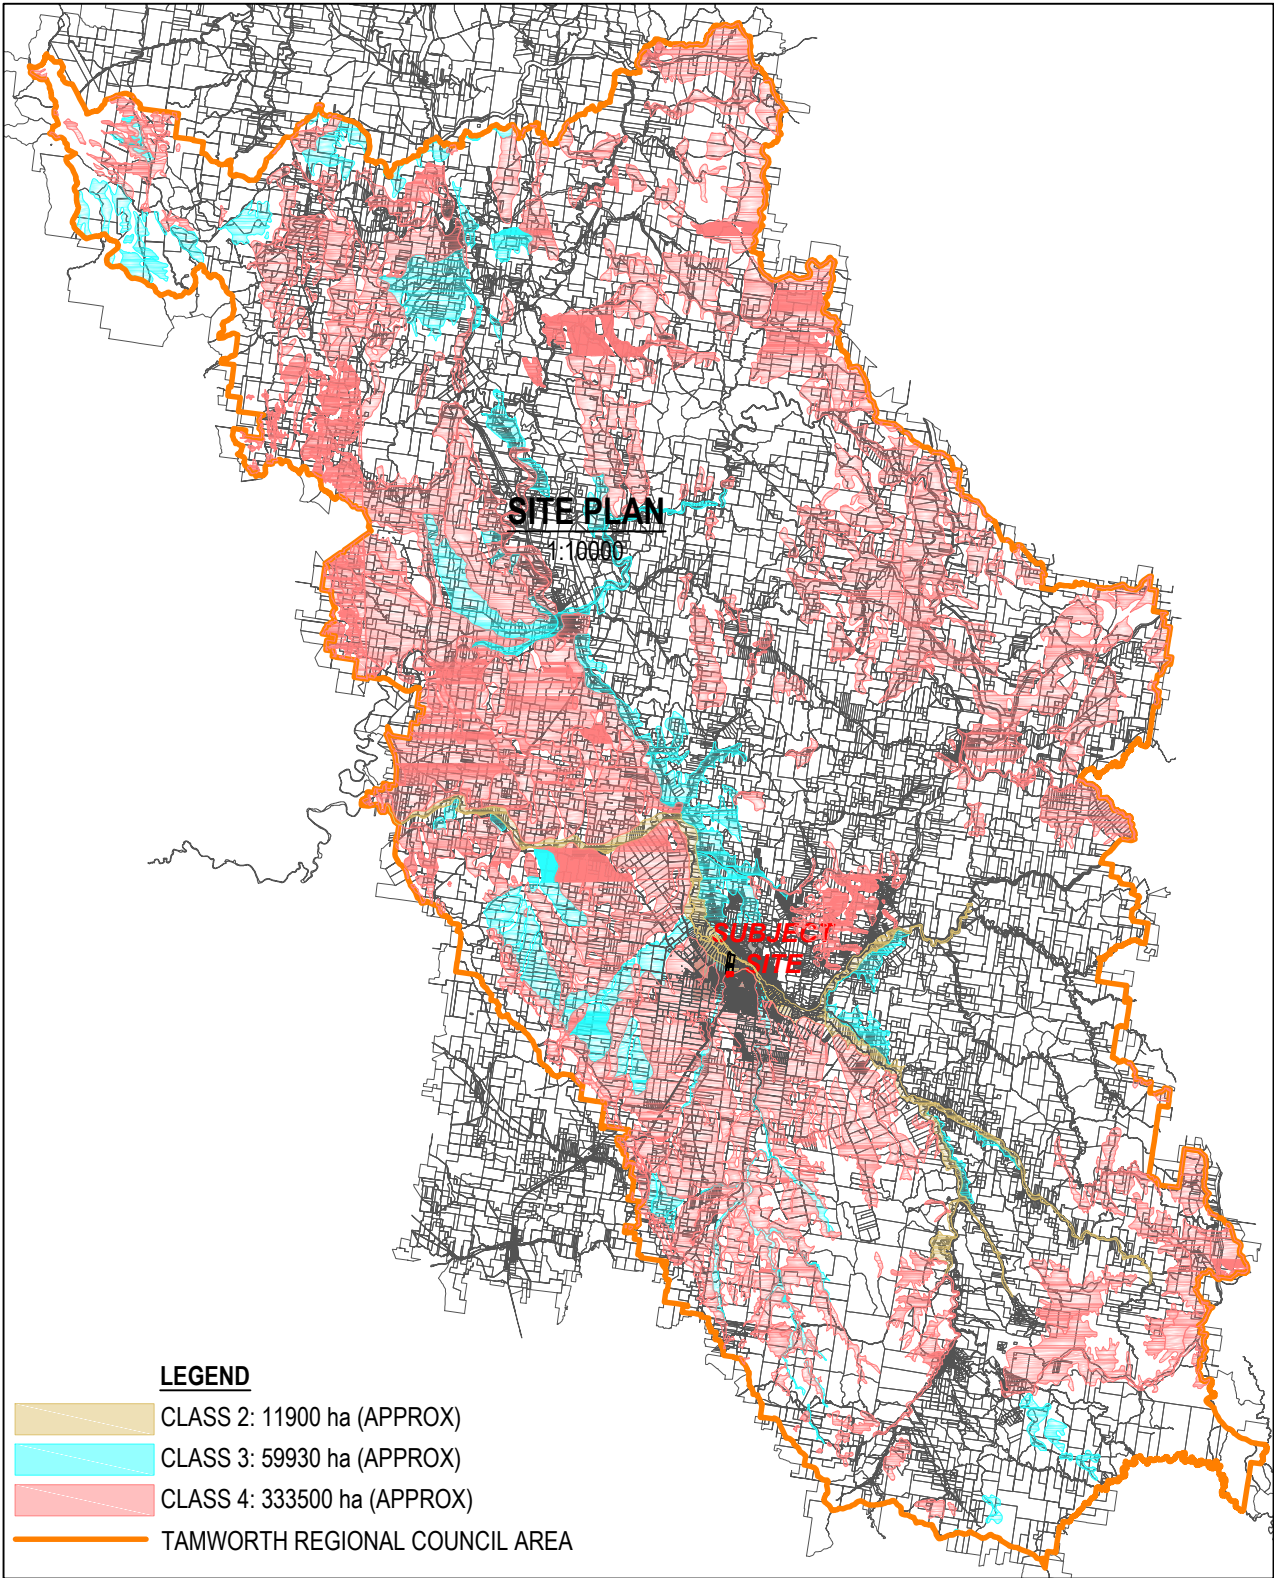 SITE PLAN
1:10000
SUBJECT
SITE
LEGEND
CLASS 2: 11900 ha (APPROX)
CLASS 3: 59930 ha (APPROX)
CLASS 4: 333500 ha (APPROX)
TAMWORTH REGIONAL COUNCIL AREA